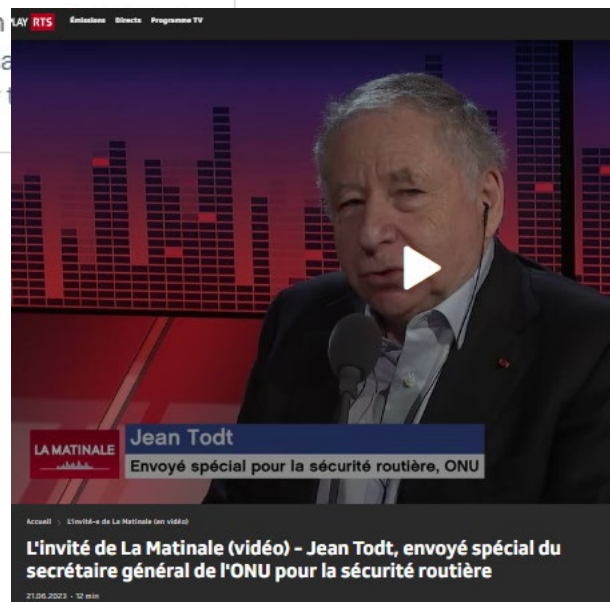 PLAY RTS Émissions Directs Programme TV
LA MATINALE
Jean Todt
Envoyé spécial pour la sécurité routière, ONU
Accueil > L'invité-e de La Matinale (en vidéo)
L'invité de La Matinale (vidéo) - Jean Todt, envoyé spécial du
secrétaire général de l'ONU pour la sécurité routière
21.06.2023 - 12 min